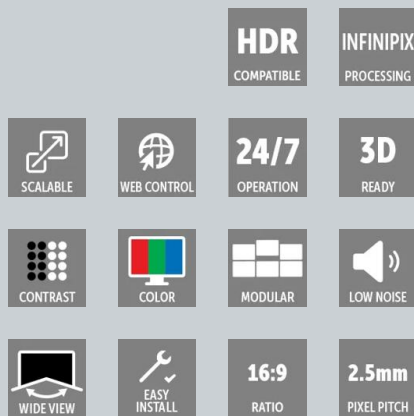 HDR
COMPATIBLE
INFINIPIX
PROCESSING
SCALABLE
WEB CONTROL
24/7
OPERATION
3D
READY
CONTRAST
COLOR
MODULAR
LOW NOISE
WIDE VIEW
EASY
INSTALL
16:9
RATIO
2.5mm
PIXEL PITCH